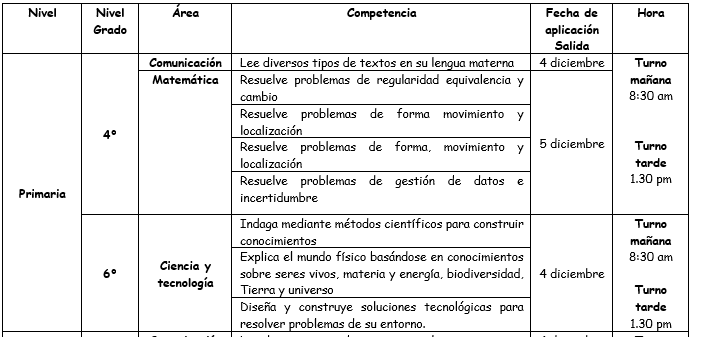 Nivel
Nivel
Grado
Área
Competencia
Fecha de
aplicación
Salida
Hora
Primaria
4°
Comunicación
Lee diversos tipos de textos en su lengua materna
4 diciembre
Turno
mañana
8:30 am
Turno
tarde
1.30 pm
Matemática
Resuelve problemas de regularidad equivalencia y
cambio
Resuelve problemas de forma movimiento y
localización
Resuelve problemas de forma, movimiento y
localización
Resuelve problemas de gestión de datos e
incertidumbre
5 diciembre
6°
Ciencia y
tecnología
Indaga mediante métodos científicos para construir
conocimientos
Explica el mundo físico basándose en conocimientos
sobre seres vivos, materia y energía, biodiversidad,
Tierra y universo
Diseña y construye soluciones tecnológicas para
resolver problemas de su entorno.
4 diciembre
Turno
mañana
8:30 am
Turno
tarde
1.30 pm